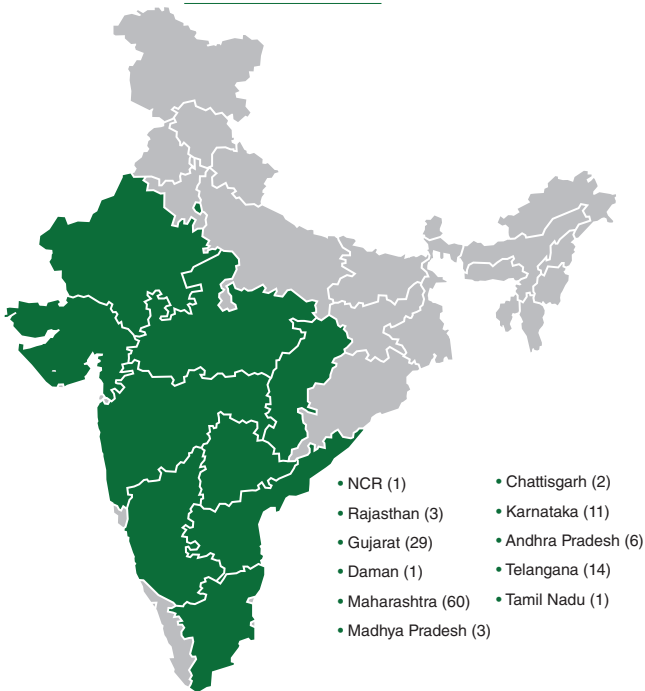 • NCR (1)
• Rajasthan (3)
• Gujarat (29)
• Daman (1)
• Maharashtra (60)
• Madhya Pradesh (3)
• Chattisgarh (2)
• Karnataka (11)
• Andhra Pradesh (6)
• Telangana (14)
• Tamil Nadu (1)